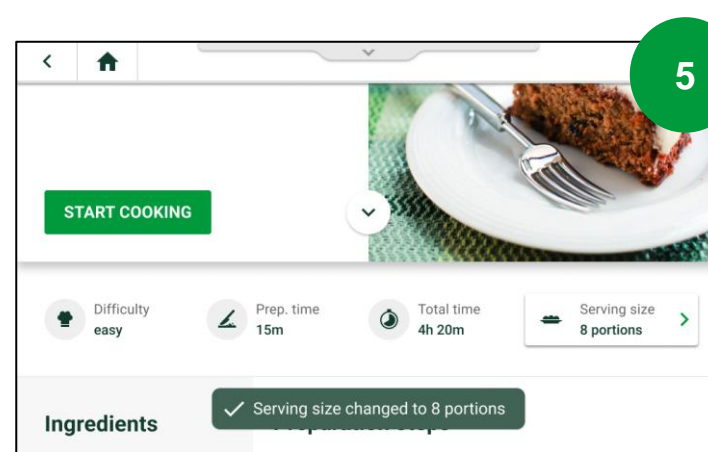 5
START COOKING
Difficulty
easy
Prep. time
15m
Total time
4h 20m
Serving size
8 portions
Ingredients
Serving size changed to 8 portions